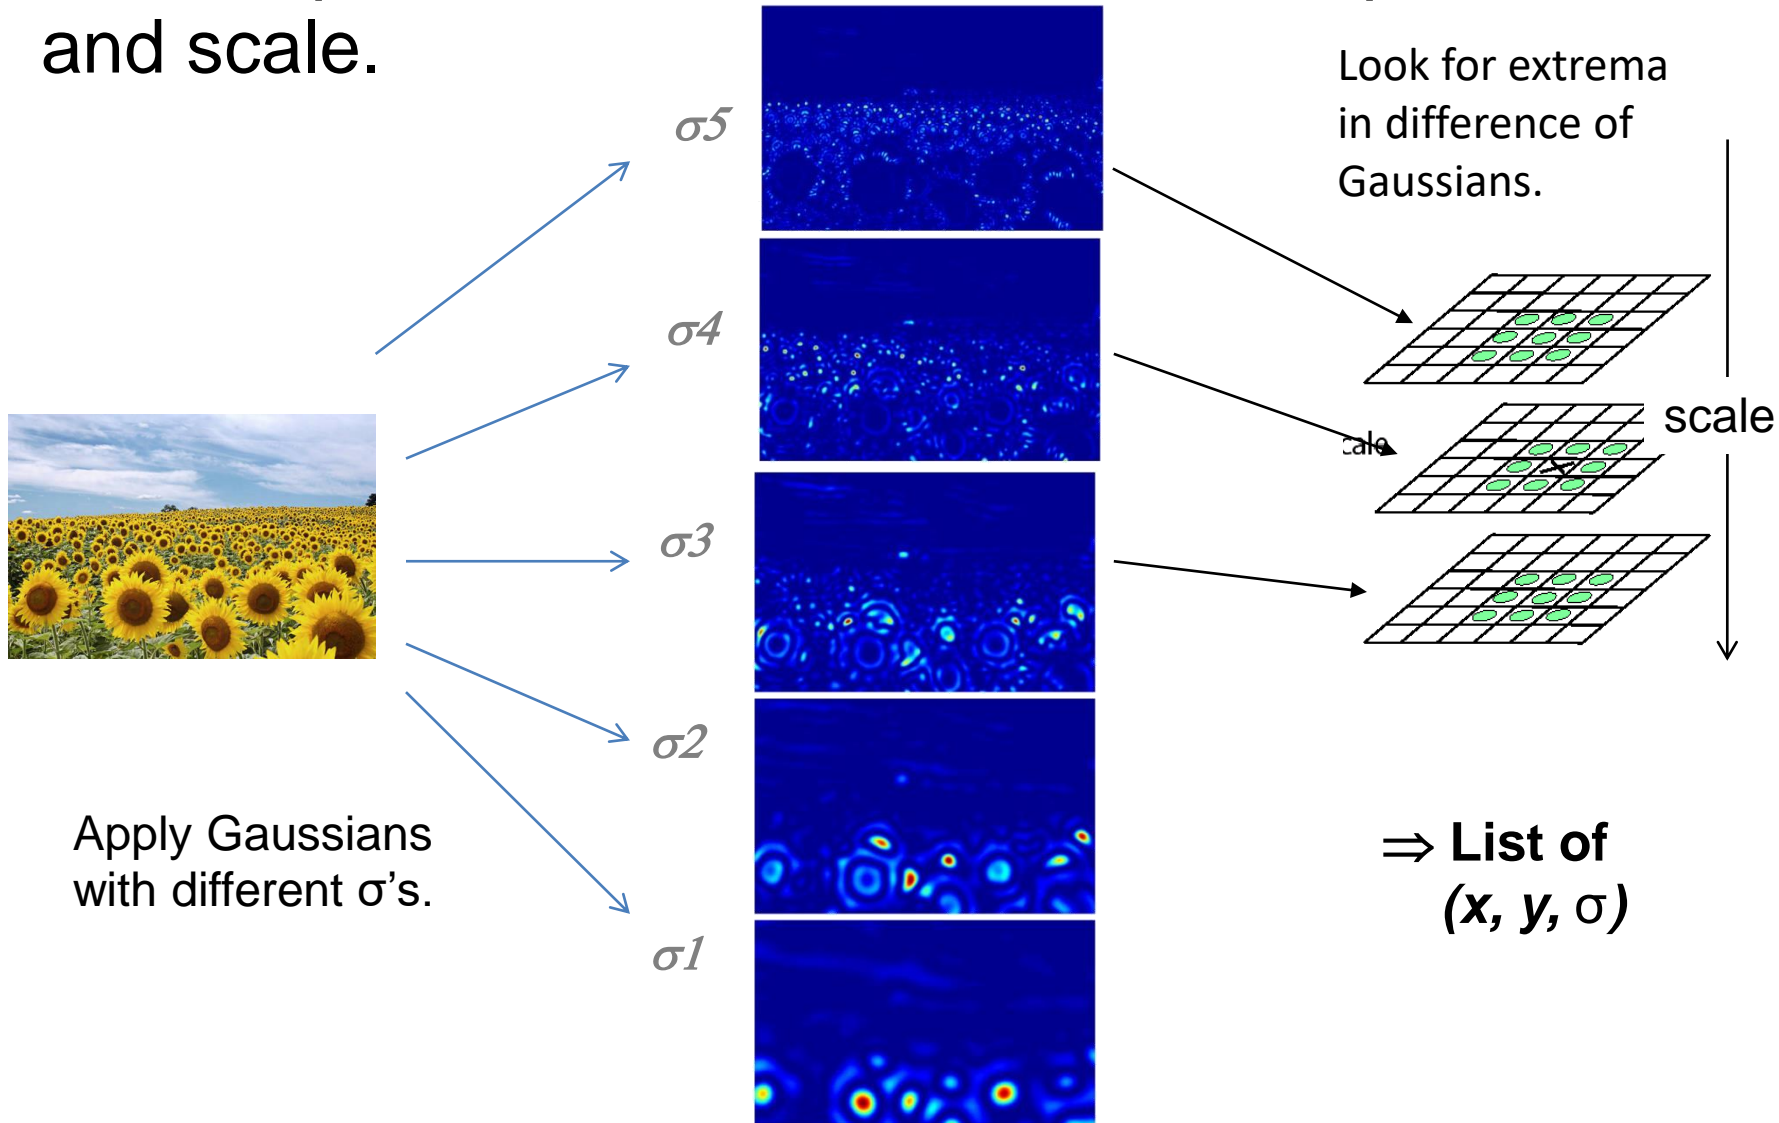 and scale.
Look for extrema
in difference of
Gaussians.
σ5
σ4
σ3
σ2
σ1
scale
Apply Gaussians
with different σ’s.
⇒ List of
(x, y, σ)